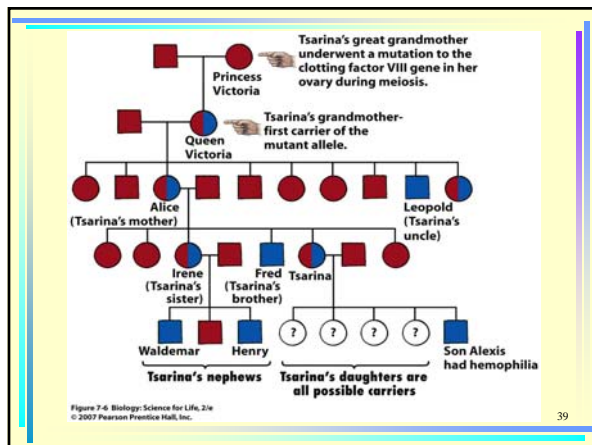 Tsarina's great grandmother
underwent a mutation to the
clotting factor VIII gene in her
ovary during meiosis.
Princess
Victoria
Tsarina's grandmother-
first carrier of the
mutant allele.
Queen
Victoria
Alice
(Tsarina's mother)
Leopold
(Tsarina's
uncle)
Irene
(Tsarina's
sister)
Fred
(Tsarina's
brother)
Tsarina
? ? ? ?
Waldemar
Henry
Son Alexis
had hemophilia
Tsarina's nephews
Tsarina's daughters are
all possible carriers
Figure 7-6 Biology: Science for Life, 2/e
© 2007 Pearson Prentice Hall, Inc.
39